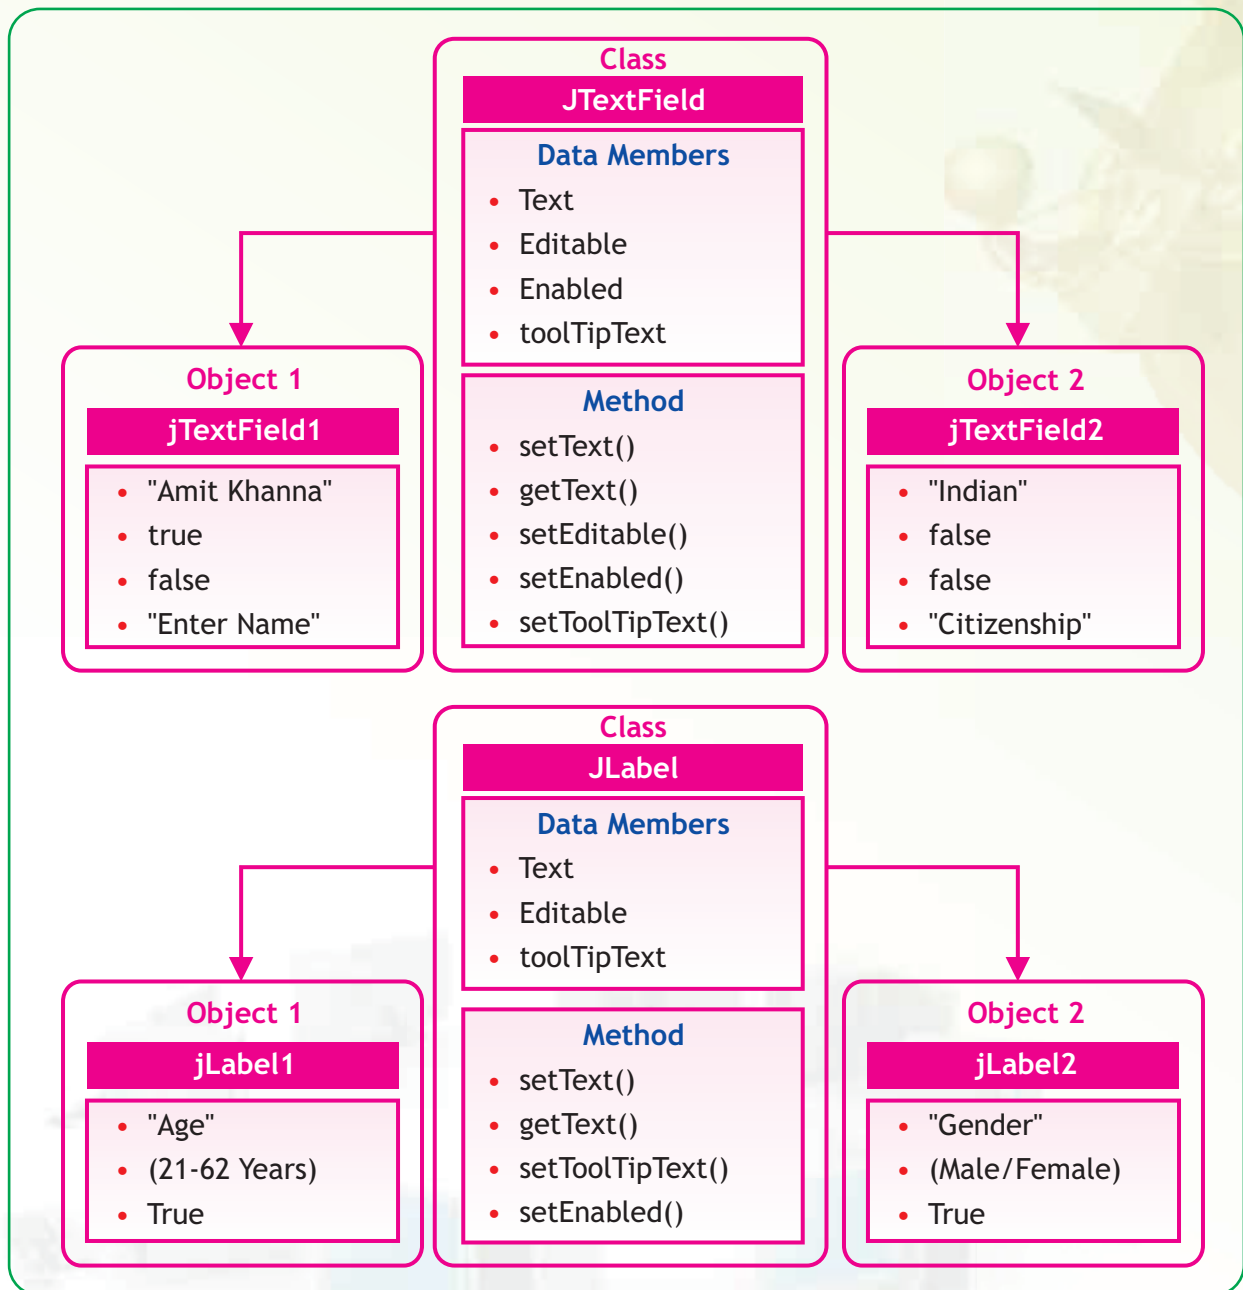 Class
JTextField
Data Members
• Text
• Editable
• Enabled
• toolTipText
Method
• setText()
• getText()
• setEditable()
• setEnabled()
• setToolTipText()
Object 1
jTextField1
• "Amit Khanna"
• true
• false
• "Enter Name"
Object 2
jTextField2
• "Indian"
• false
• false
• "Citizenship"
Class
JLabel
Data Members
• Text
• Editable
• toolTipText
Method
• setText()
• getText()
• setToolTipText()
• setEnabled()
Object 1
jLabel1
• "Age"
• (21-62 Years)
• True
Object 2
jLabel2
• "Gender"
• (Male/Female)
• True